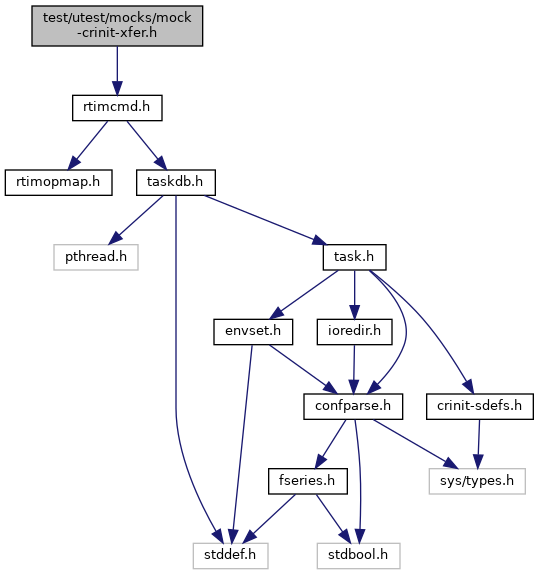 test/utest/mocks/mock
-crinit-xfer.h
rtimcmd.h
rtimopmap.h
taskdb.h
pthread.h
task.h
envset.h
ioredir.h
confparse.h
crinit-sdefs.h
fseries.h
sys/types.h
stddef.h
stdbool.h